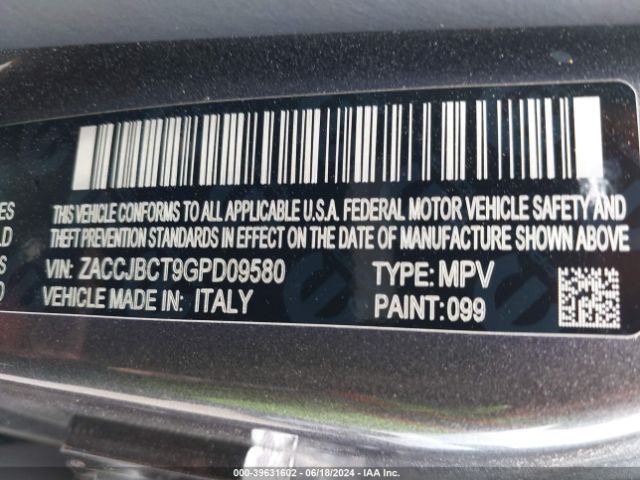 ES
LD
S
THIS VEHICLE CONFORMS TO ALL APPLICABLE U.S.A. FEDERAL MOTOR VEHICLE SAFETY AND
THEFT PREVENTION STANDARDS IN EFFECT ON THE DATE OF MANUFACTURE SHOWN ABOVE
VIN: ZACCJBCT9GPD09580 TYPE: MPV
VEHICLE MADE IN: ITALY PAINT: 099
000-39631602 - 06/18/2024 - IAA Inc.